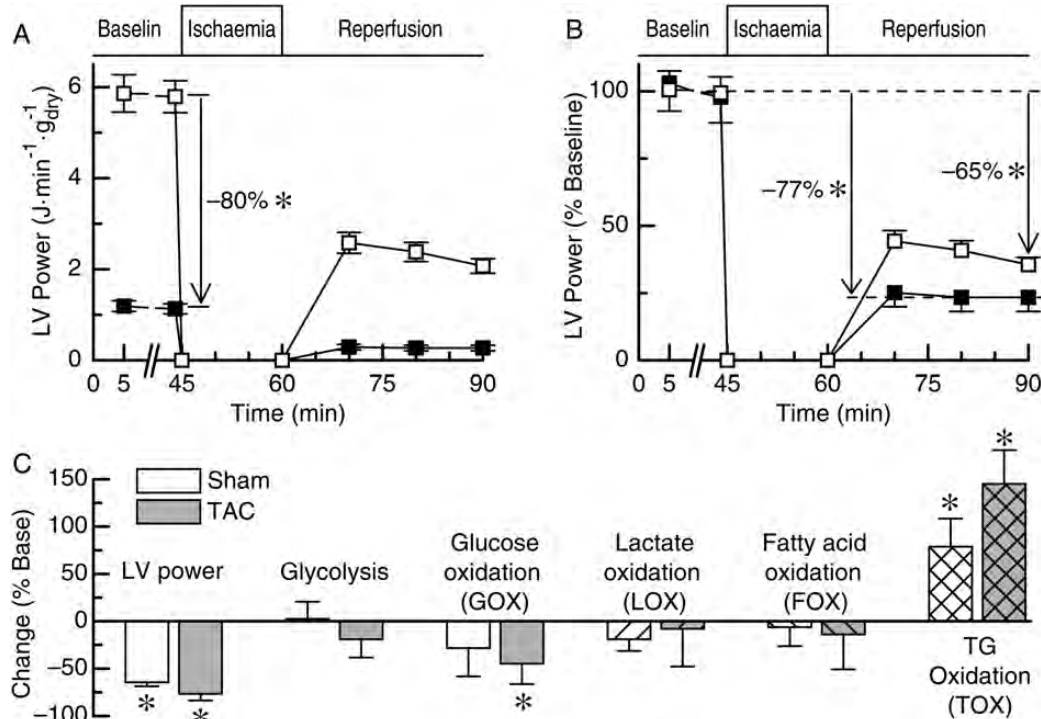 A
Baselin
Ischaemia
Reperfusion
LV Power (J·min⁻¹·g⁻¹dry)
6
4
2
0
–80% *
0 5 45 60 75 90
Time (min)
B
Baselin
Ischaemia
Reperfusion
LV Power (% Baseline)
100
50
0
–77% *
–65% *
0 5 45 60 75 90
Time (min)
C
Change (% Base)
150
100
50
0
–50
–100
Sham
TAC
LV power
Glycolysis
Glucose
oxidation
(GOX)
Lactate
oxidation
(LOX)
Fatty acid
oxidation
(FOX)
TG
Oxidation
(TOX)
* * * * *